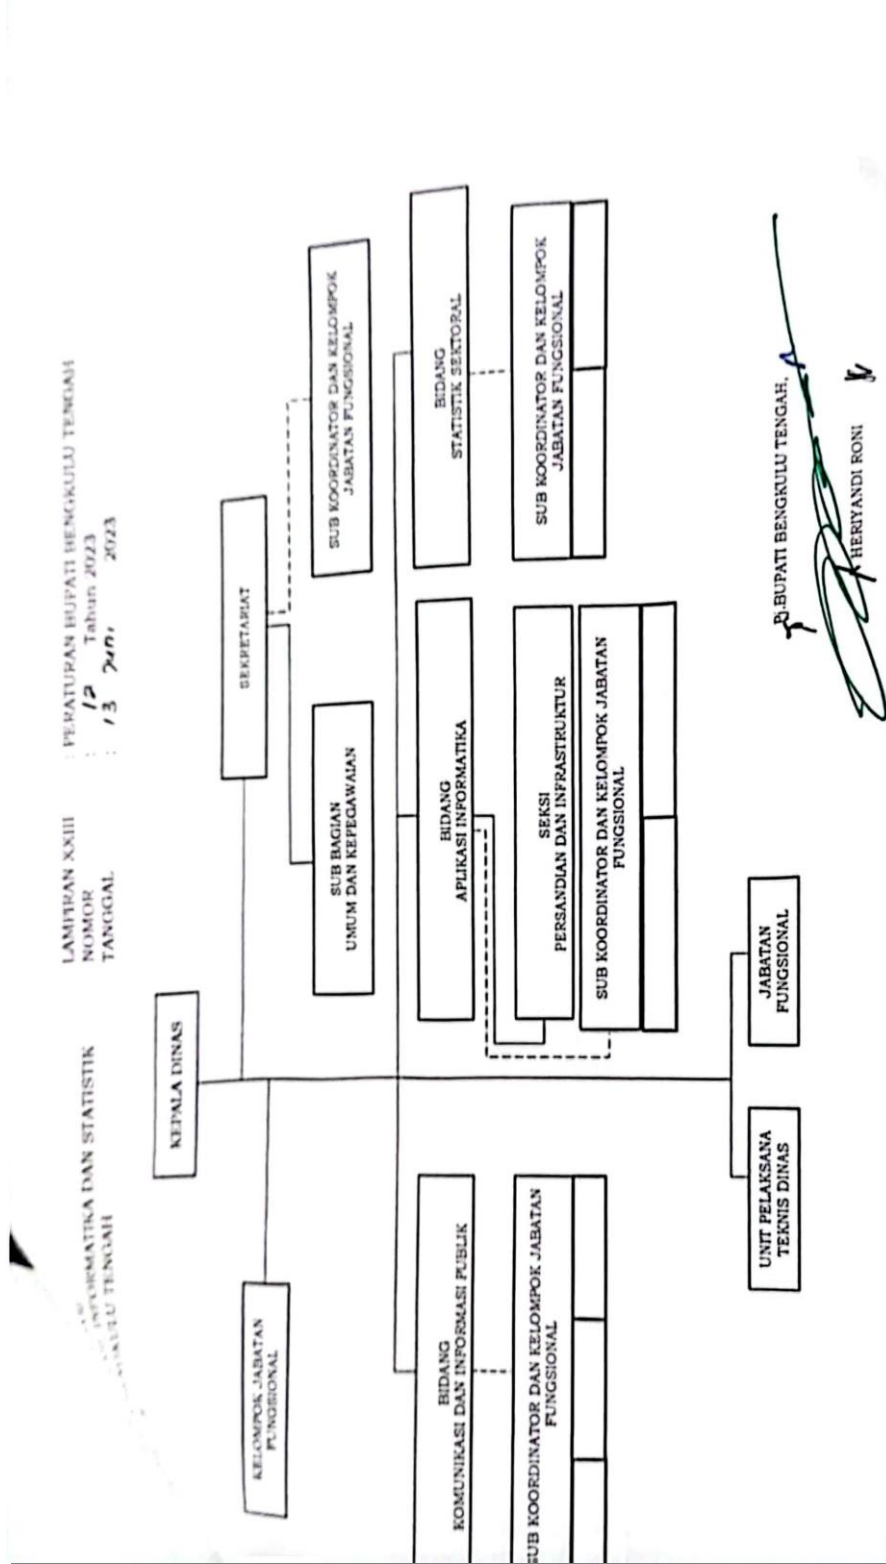 INFORMATIKA DAN STATISTIK
TENGAH
LAMPIRAN XXIII : PERATURAN BUPATI BENGKULU TENGAH
NOMOR : 12 Tahun 2023
TANGGAL : 13 Juni 2023
KEPALA DINAS
KELOMPOK JABATAN
FUNGSIONAL
SEKRETARIAT
SUB BAGIAN
UMUM DAN KEPEGAWAIAN
SUB KOORDINATOR DAN KELOMPOK
JABATAN FUNGSIONAL
BIDANG
KOMUNIKASI DAN INFORMASI PUBLIK
BIDANG
APLIKASI INFORMATIKA
BIDANG
STATISTIK SEKTORAL
SUB KOORDINATOR DAN KELOMPOK JABATAN
FUNGSIONAL
SEKSI
PERSANDIAN DAN INFRASTRUKTUR
SUB KOORDINATOR DAN KELOMPOK JABATAN
FUNGSIONAL
SUB KOORDINATOR DAN KELOMPOK
JABATAN FUNGSIONAL
UNIT PELAKSANA
TEKNIS DINAS
JABATAN
FUNGSIONAL
Pj.BUPATI BENGKULU TENGAH,
HERIYANDI RONI